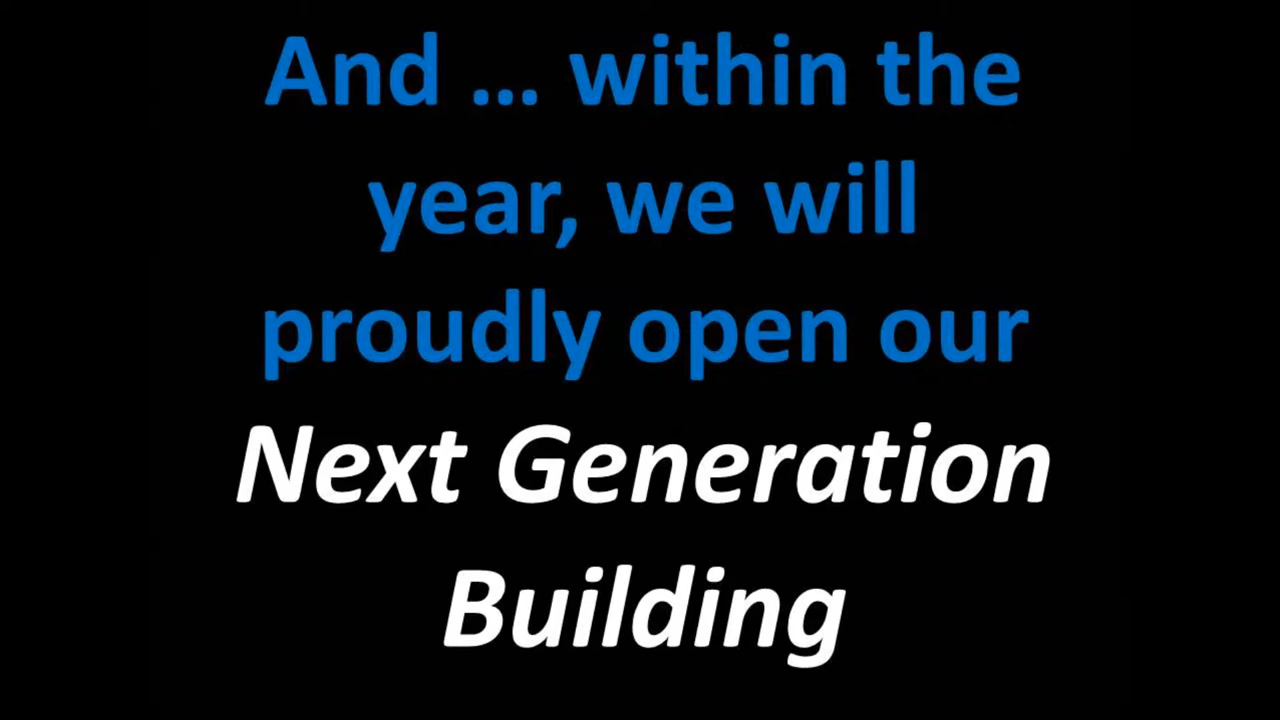 And … within the
year, we will
proudly open our
Next Generation
Building